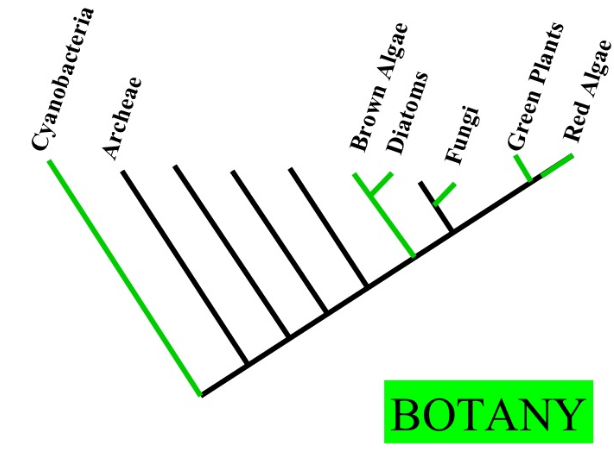 Cyanobacteria
Archeae
Brown Algae
Diatoms
Fungi
Green Plants
Red Algae
BOTANY